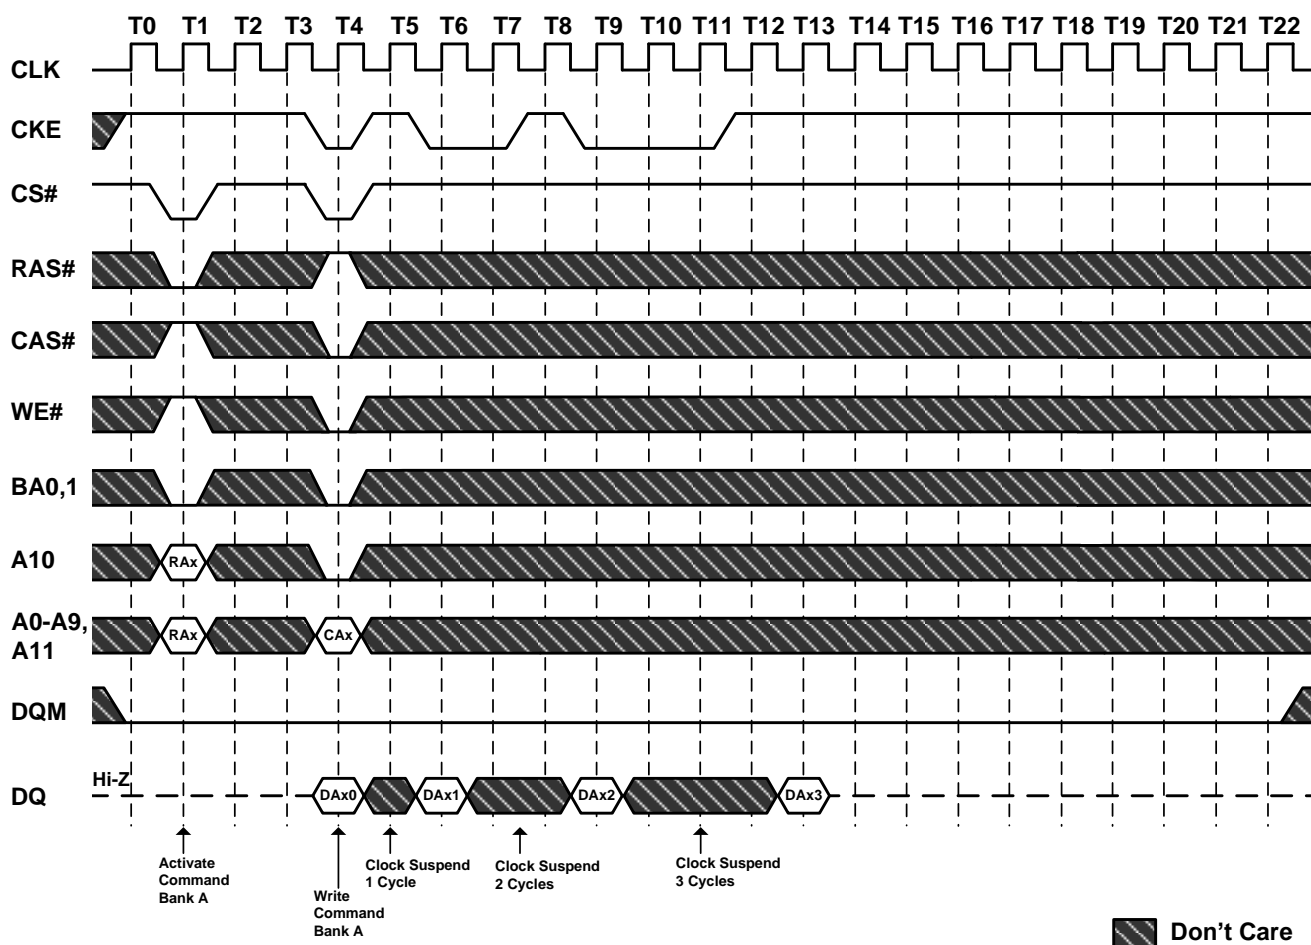 T0 T1 T2 T3 T4 T5 T6 T7 T8 T9 T10 T11 T12 T13 T14 T15 T16 T17 T18 T19 T20 T21 T22
CLK
CKE
CS#
RAS#
CAS#
WE#
BA0,1
A10 RAx
A0-A9,
A11 RAx CAx
DQM
Hi-Z
DQ DAx0 DAx1 DAx2 DAx3
Activate
Command
Bank A
Write
Command
Bank A
Clock Suspend
1 Cycle
Clock Suspend
2 Cycles
Clock Suspend
3 Cycles
Don't Care